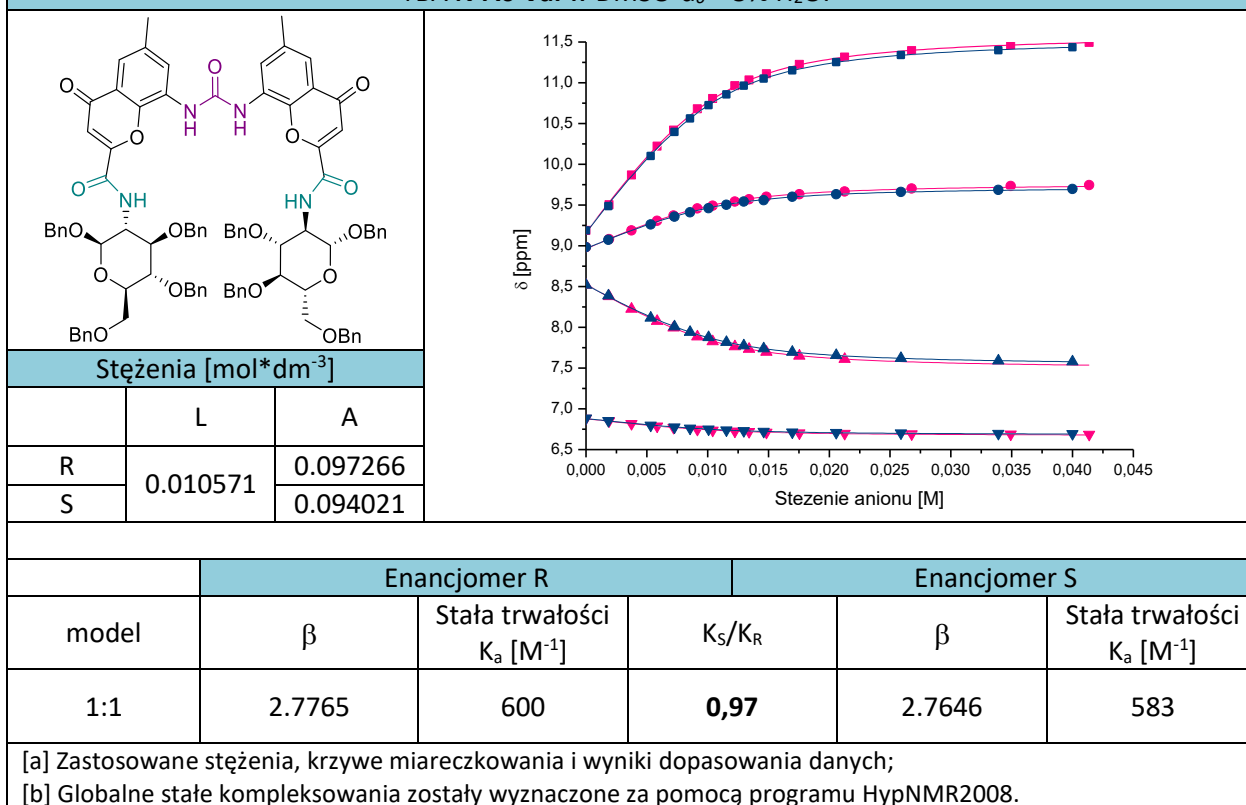 O O O
N N
H H
O O
O O
NH HN
BnO OBn BnO OBn
O O
OBn BnO
BnO OBn
Stężenia [mol*dm⁻³]
L A
R 0.010571 0.097266
S 0.094021
δ [ppm]
11,5
11,0
10,5
10,0
9,5
9,0
8,5
8,0
7,5
7,0
6,5
0,000 0,005 0,010 0,015 0,020 0,025 0,030 0,035 0,040 0,045
Stezenie anionu [M]
Enancjomer R Enancjomer S
model β Stała trwałości Kₐ [M⁻¹] K_S/K_R β Stała trwałości Kₐ [M⁻¹]
1:1 2.7765 600 0,97 2.7646 583
[a] Zastosowane stężenia, krzywe miareczkowania i wyniki dopasowania danych;
[b] Globalne stałe kompleksowania zostały wyznaczone za pomocą programu HypNMR2008.